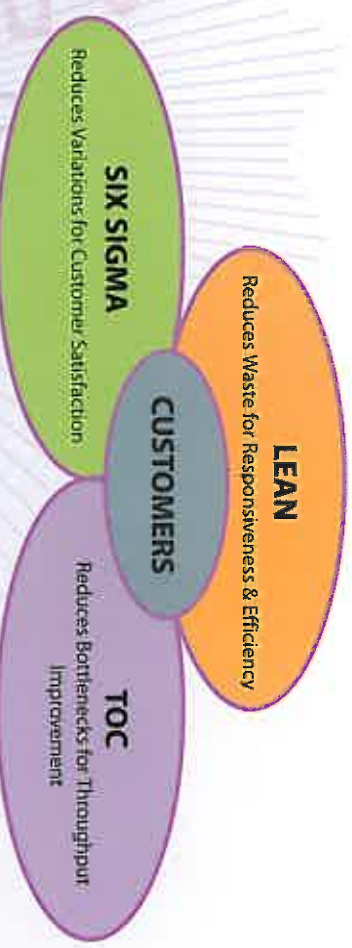 LEAN
Reduces Waste for Responsiveness & Efficiency
CUSTOMERS
SIX SIGMA
Reduces Variations for Customer Satisfaction
TOC
Reduces Bottlenecks for Throughput
Improvement